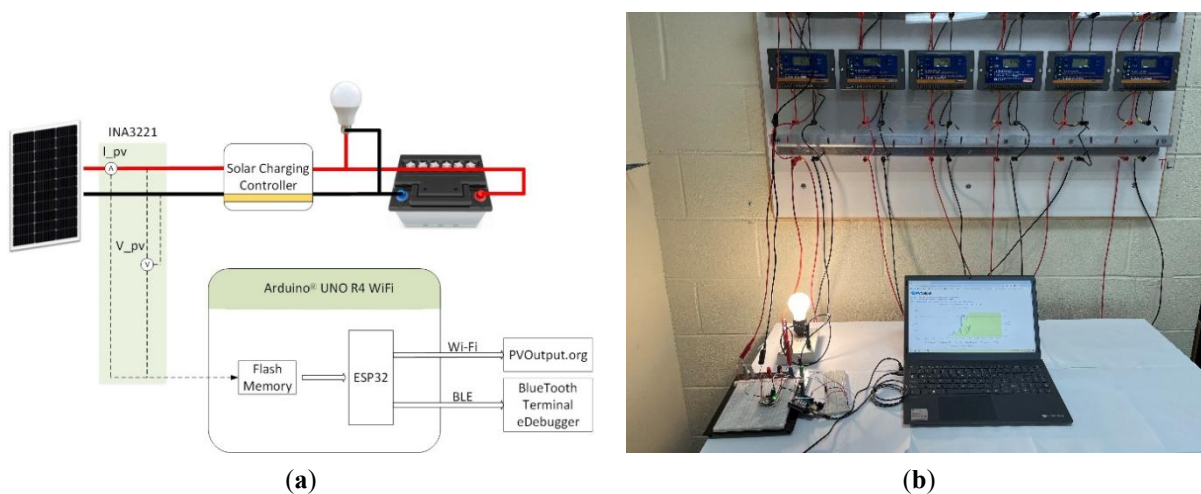 INA3221
I_pv
A
Solar Charging
Controller
V_pv
V
Arduino® UNO R4 WiFi
Flash
Memory
ESP32
Wi-Fi
PVOutput.org
BLE
BlueTooth
Terminal
eDebugger
(a)
(b)